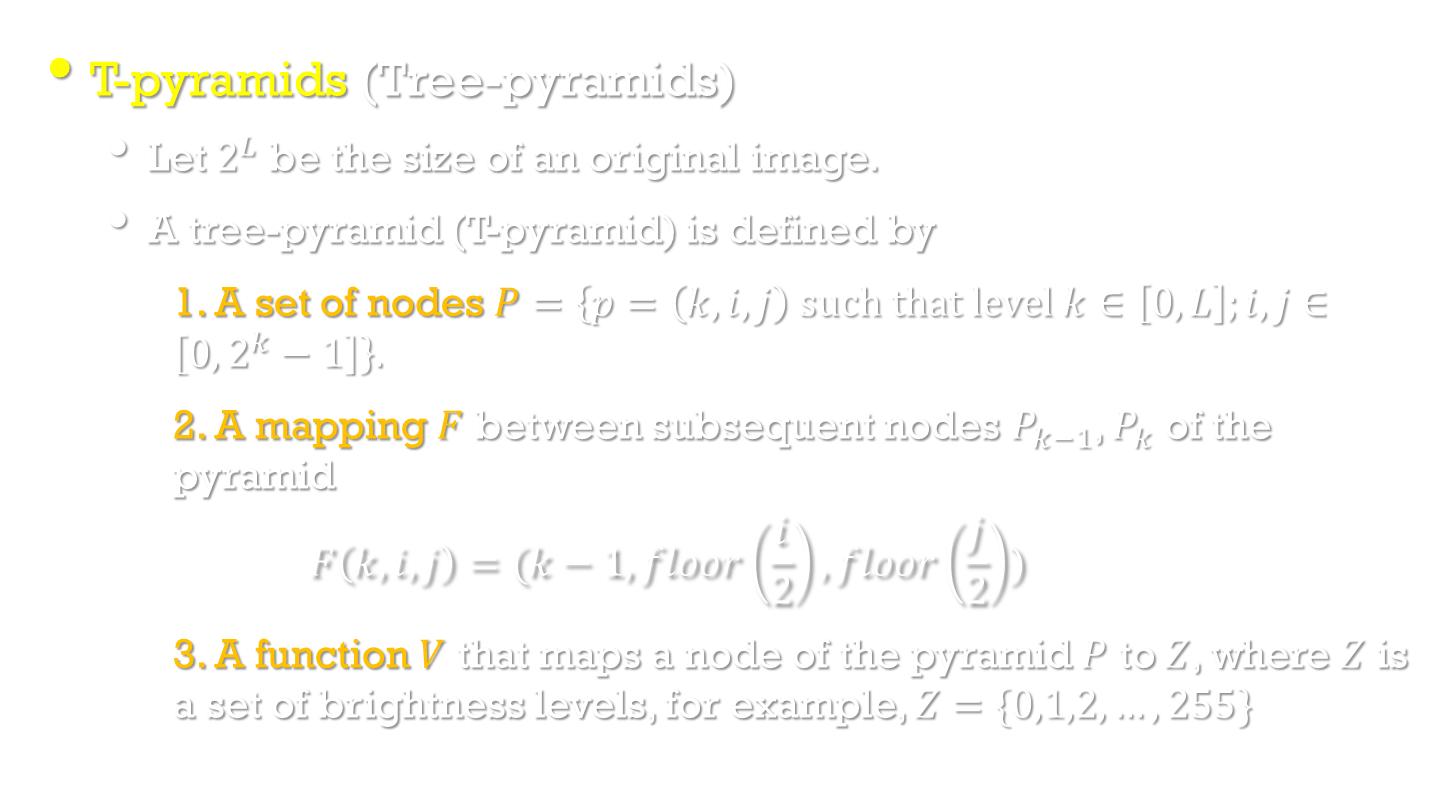 • T-pyramids (Tree-pyramids)
• Let 2^L be the size of an original image.
• A tree-pyramid (T-pyramid) is defined by
1. A set of nodes P = {p = (k, i, j) such that level k ∈ [0, L]; i, j ∈
[0, 2^k − 1]}.
2. A mapping F between subsequent nodes P_{k−1}, P_k of the
pyramid
F(k, i, j) = (k − 1, floor (i/2), floor (j/2))
3. A function V that maps a node of the pyramid P to Z, where Z is
a set of brightness levels, for example, Z = {0,1,2, … , 255}